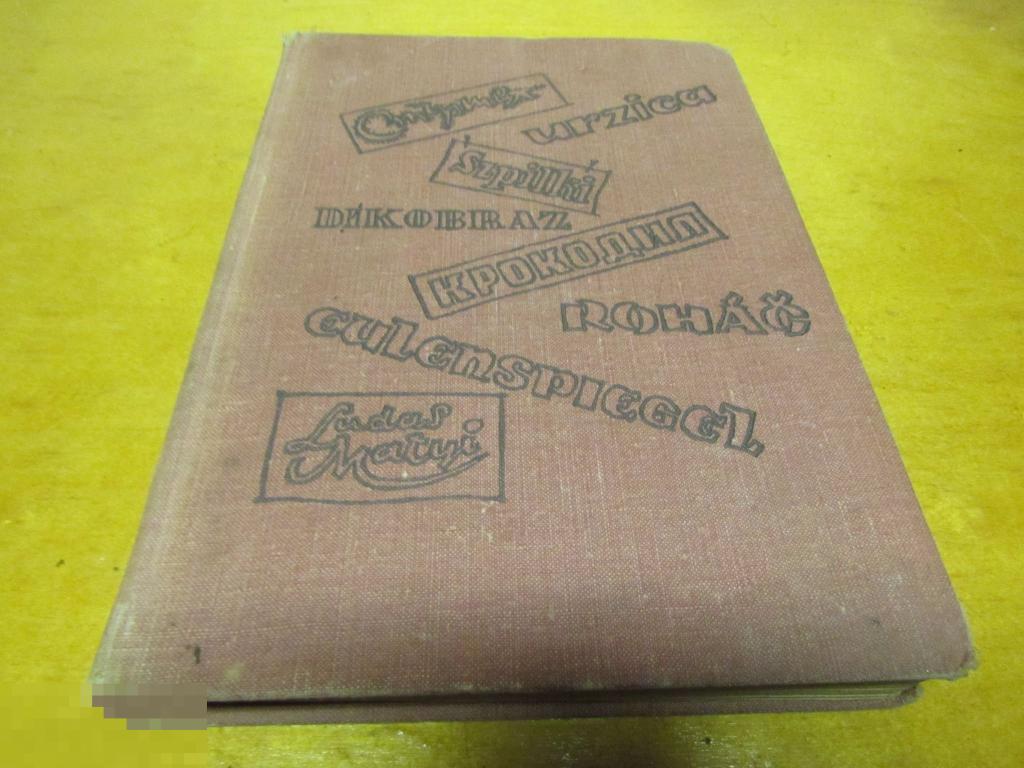 Стършел
urzica
Szpilki
DIKOBRAZ
КРОКОДИЛ
ROHÁČ
EULENSPIEGEL
Ludas
Matyi